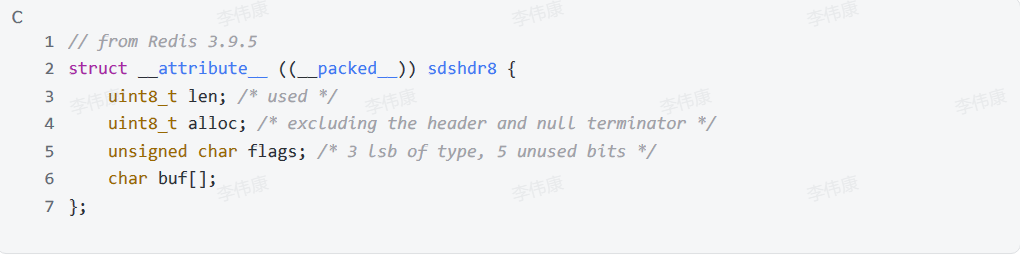 C
1 // from Redis 3.9.5
2 struct __attribute__ ((__packed__)) sdshdr8 {
3     uint8_t len; /* used */
4     uint8_t alloc; /* excluding the header and null terminator */
5     unsigned char flags; /* 3 lsb of type, 5 unused bits */
6     char buf[];
7 };
李伟康
李伟康
李伟康
李伟康
李伟康
李伟康
李伟康
李伟康
李伟康
李伟康